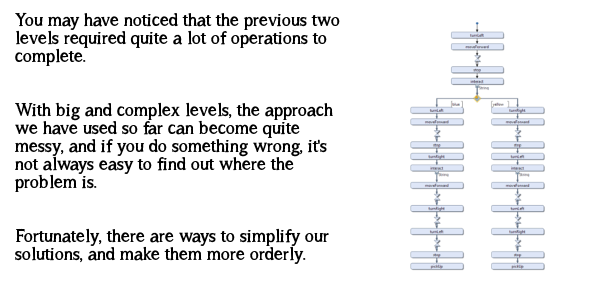 You may have noticed that the previous two
levels required quite a lot of operations to
complete.
With big and complex levels, the approach
we have used so far can become quite
messy, and if you do something wrong, it's
not always easy to find out where the
problem is.
Fortunately, there are ways to simplify our
solutions, and make them more orderly.
turnLeft
moveForward
stop
interact
String
blue
yellow
turnLeft
turnRight
moveForward
moveForward
stop
stop
turnRight
turnLeft
interact
interact
String
String
moveForward
moveForward
turnRight
turnLeft
turnLeft
turnRight
stop
stop
pickUp
pickUp